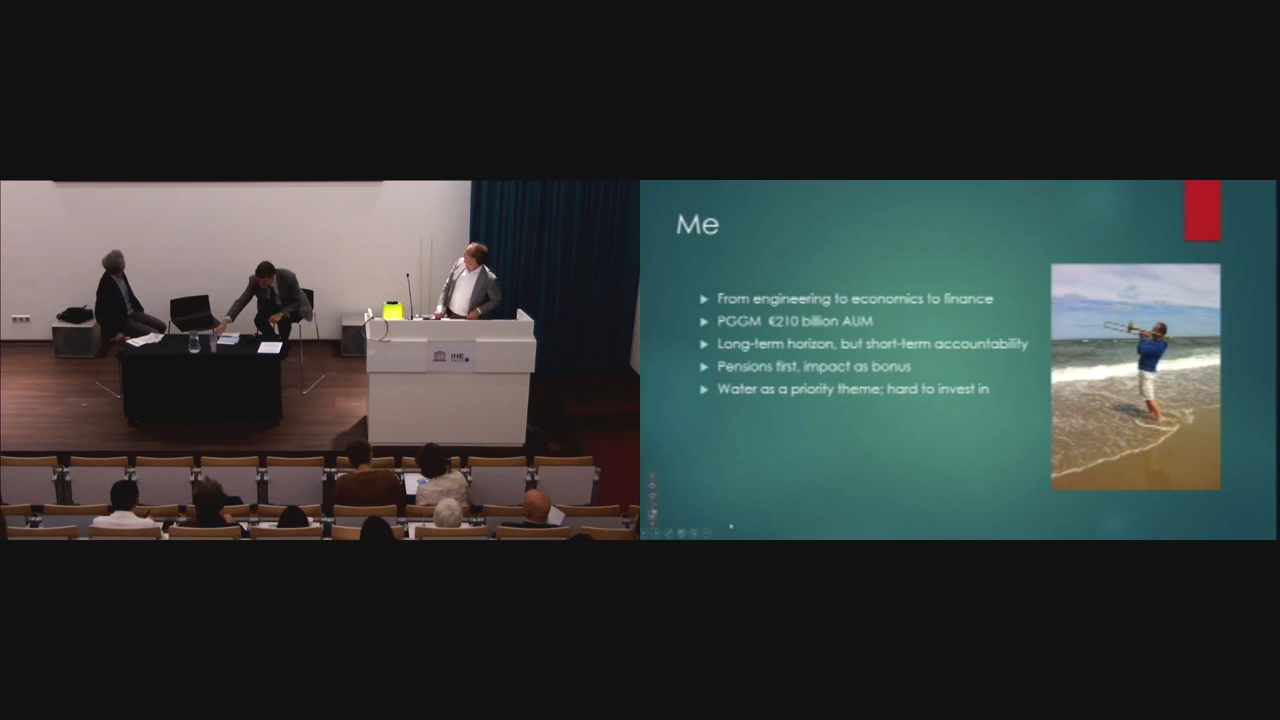 IHE
Me
From engineering to economics to finance
PGGM €210 billion AUM
Long-term horizon, but short-term accountability
Pensions first, impact as bonus
Water as a priority theme; hard to invest in